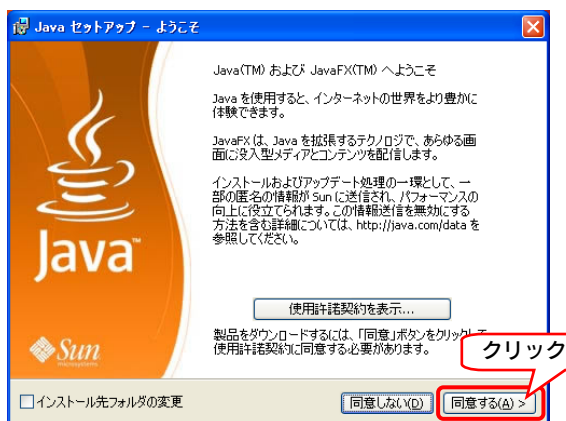 Java セットアップ - ようこそ
Java(TM) および JavaFX(TM) へようこそ
Java を使用すると、インターネットの世界をより豊かに
体験できます。
JavaFX は、Java を拡張するテクノロジで、あらゆる画
面に没入型メディアとコンテンツを配信します。
インストールおよびアップデート処理の一環として、一
部の匿名の情報が Sun に送信され、パフォーマンスの
向上に役立てられます。この情報送信を無効にする
方法を含む詳細については、http://java.com/data を
参照してください。
Java™
使用許諾契約を表示...
製品をダウンロードするには、「同意」ボタンをクリックして
使用許諾契約に同意する必要があります。
クリック
Sun
microsystems
インストール先フォルダの変更
同意しない(D)
同意する(A) >